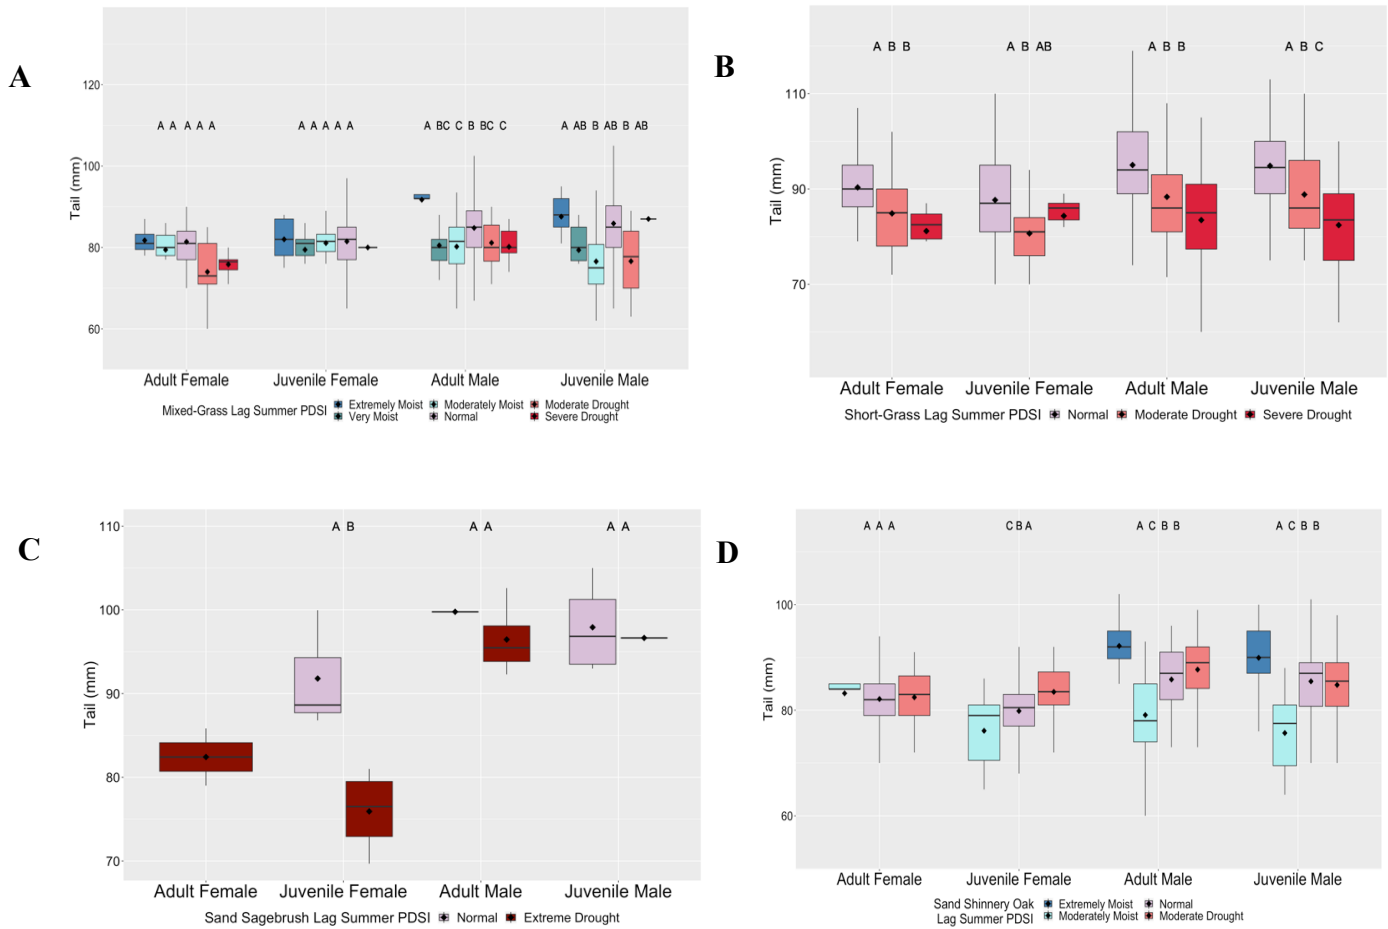 A
Tail (mm)
120
100
80
60
A A A A A
A A A A A
A BC C B BC C
A AB B AB B AB
Adult Female
Juvenile Female
Adult Male
Juvenile Male
Mixed-Grass Lag Summer PDSI
Extremely Moist
Moderately Moist
Moderate Drought
Very Moist
Normal
Severe Drought
B
Tail (mm)
110
90
70
A B B
A B AB
A B B
A B C
Adult Female
Juvenile Female
Adult Male
Juvenile Male
Short-Grass Lag Summer PDSI
Normal
Moderate Drought
Severe Drought
C
Tail (mm)
110
100
90
80
70
A B
A A
A A
Adult Female
Juvenile Female
Adult Male
Juvenile Male
Sand Sagebrush Lag Summer PDSI
Normal
Extreme Drought
D
Tail (mm)
100
80
60
A A A
C B A
A C B B
A C B B
Adult Female
Juvenile Female
Adult Male
Juvenile Male
Sand Shinnery Oak
Lag Summer PDSI
Extremely Moist
Normal
Moderately Moist
Moderate Drought